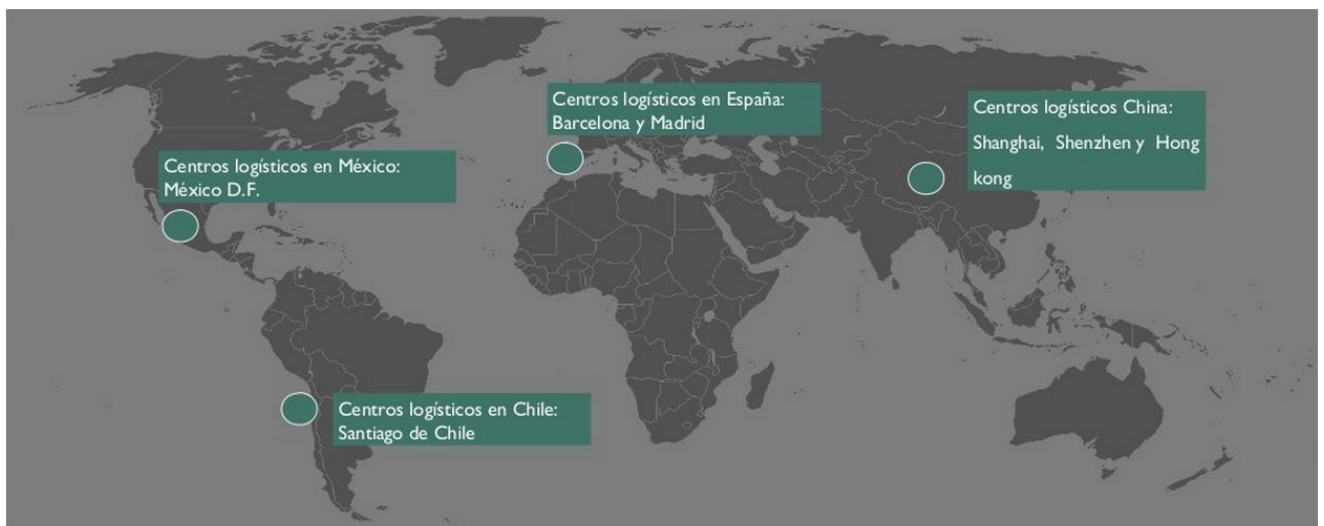 Centros logísticos en España:
Barcelona y Madrid
Centros logísticos China:
Shanghai, Shenzhen y Hong
kong
Centros logísticos en México:
México D.F.
Centros logísticos en Chile:
Santiago de Chile